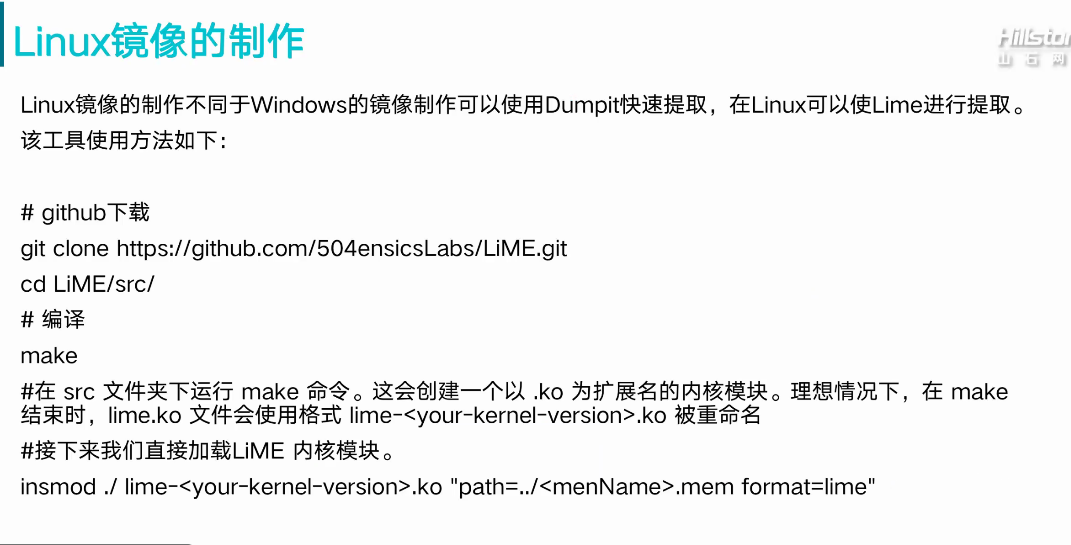 Linux镜像的制作
Hillstor
山石网
Linux镜像的制作不同于Windows的镜像制作可以使用Dumpit快速提取，在Linux可以使Lime进行提取。
该工具使用方法如下：
# github下载
git clone https://github.com/504ensicsLabs/LiME.git
cd LiME/src/
# 编译
make
#在 src 文件夹下运行 make 命令。这会创建一个以 .ko 为扩展名的内核模块。理想情况下，在 make
结束时，lime.ko 文件会使用格式 lime-<your-kernel-version>.ko 被重命名
#接下来我们直接加载LiME 内核模块。
insmod ./ lime-<your-kernel-version>.ko "path=../<menName>.mem format=lime"